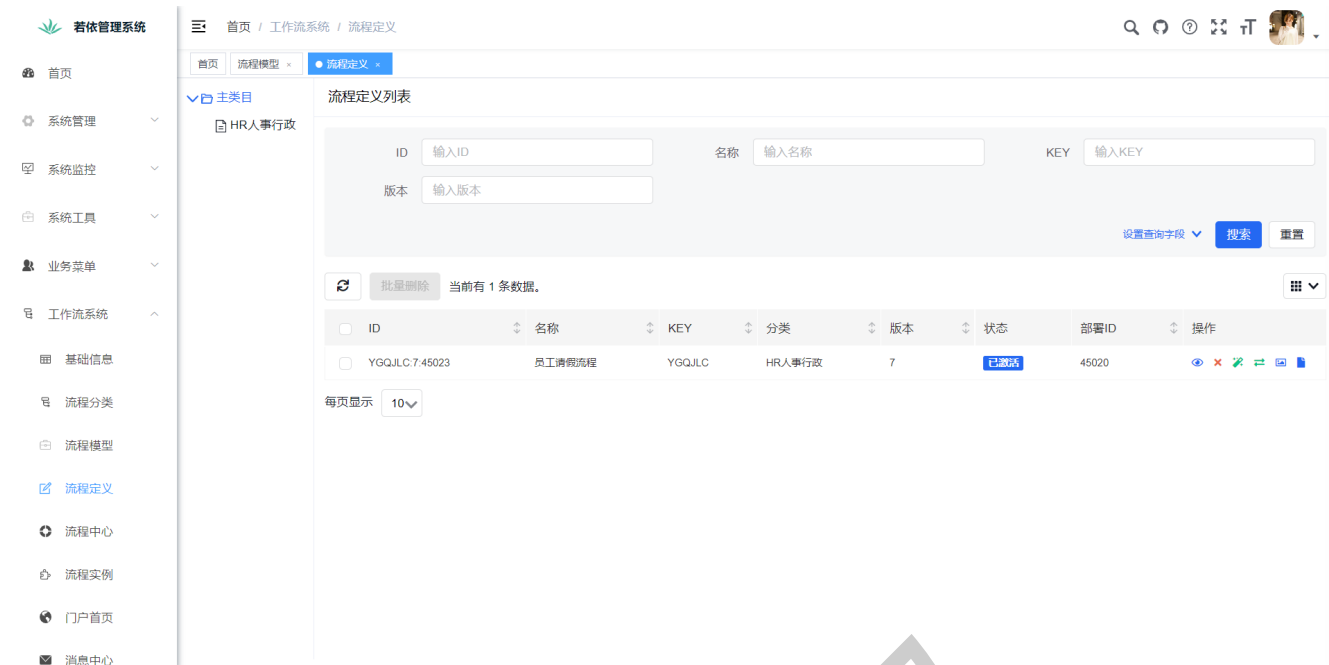 若依管理系统
首页 / 工作流系统 / 流程定义
首页
流程模型 ×
流程定义 ×
首页
系统管理
系统监控
系统工具
业务菜单
工作流系统
基础信息
流程分类
流程模型
流程定义
流程中心
流程实例
门户首页
消息中心
主类目
HR人事行政
流程定义列表
ID 输入ID 名称 输入名称 KEY 输入KEY
版本 输入版本
设置查询字段 搜索 重置
批量删除 当前有 1 条数据。
ID 名称 KEY 分类 版本 状态 部署ID 操作
YGQJLC:7:45023 员工请假流程 YGQJLC HR人事行政 7 已激活 45020
每页显示 10